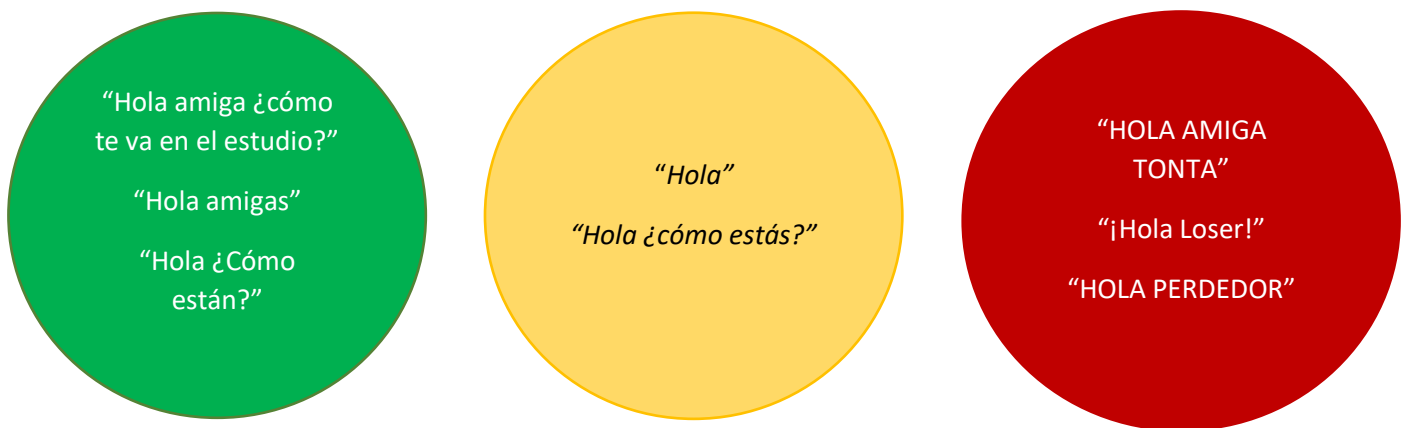 “Hola amiga ¿cómo
te va en el estudio?”
“Hola amigas”
“Hola ¿Cómo
están?”
“Hola”
“Hola ¿cómo estás?”
“HOLA AMIGA
TONTA”
“¡Hola Loser!”
“HOLA PERDEDOR”